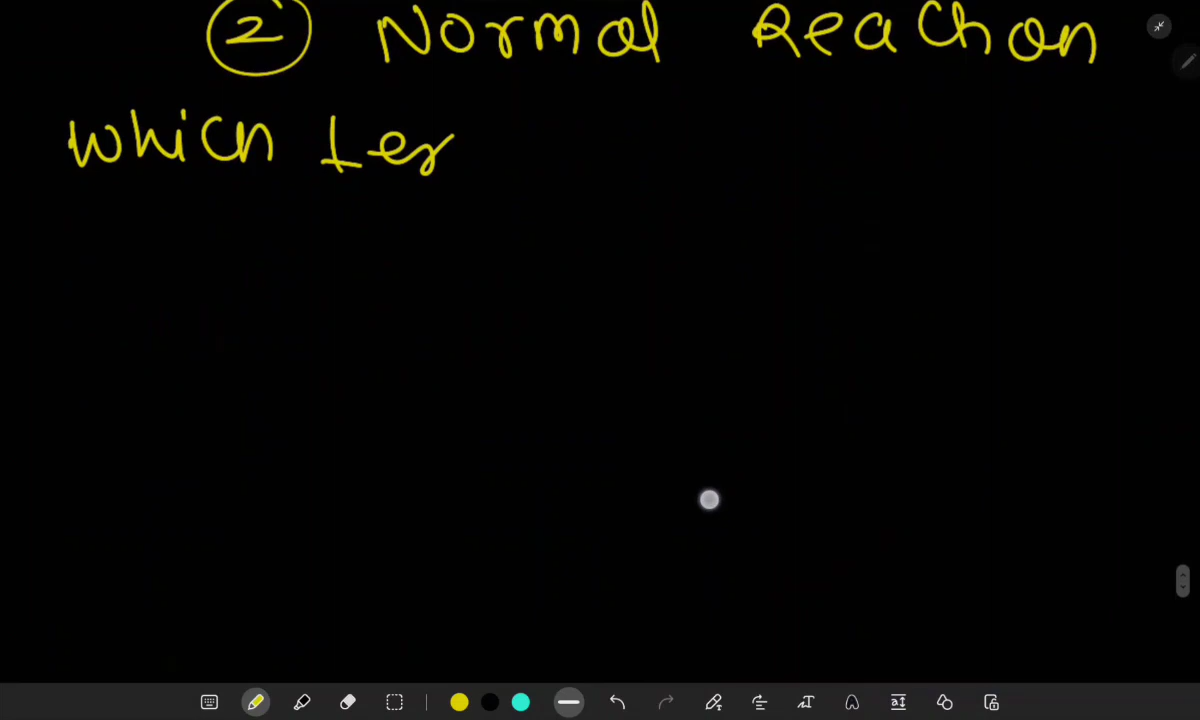 ② Normal Reaction
which ter